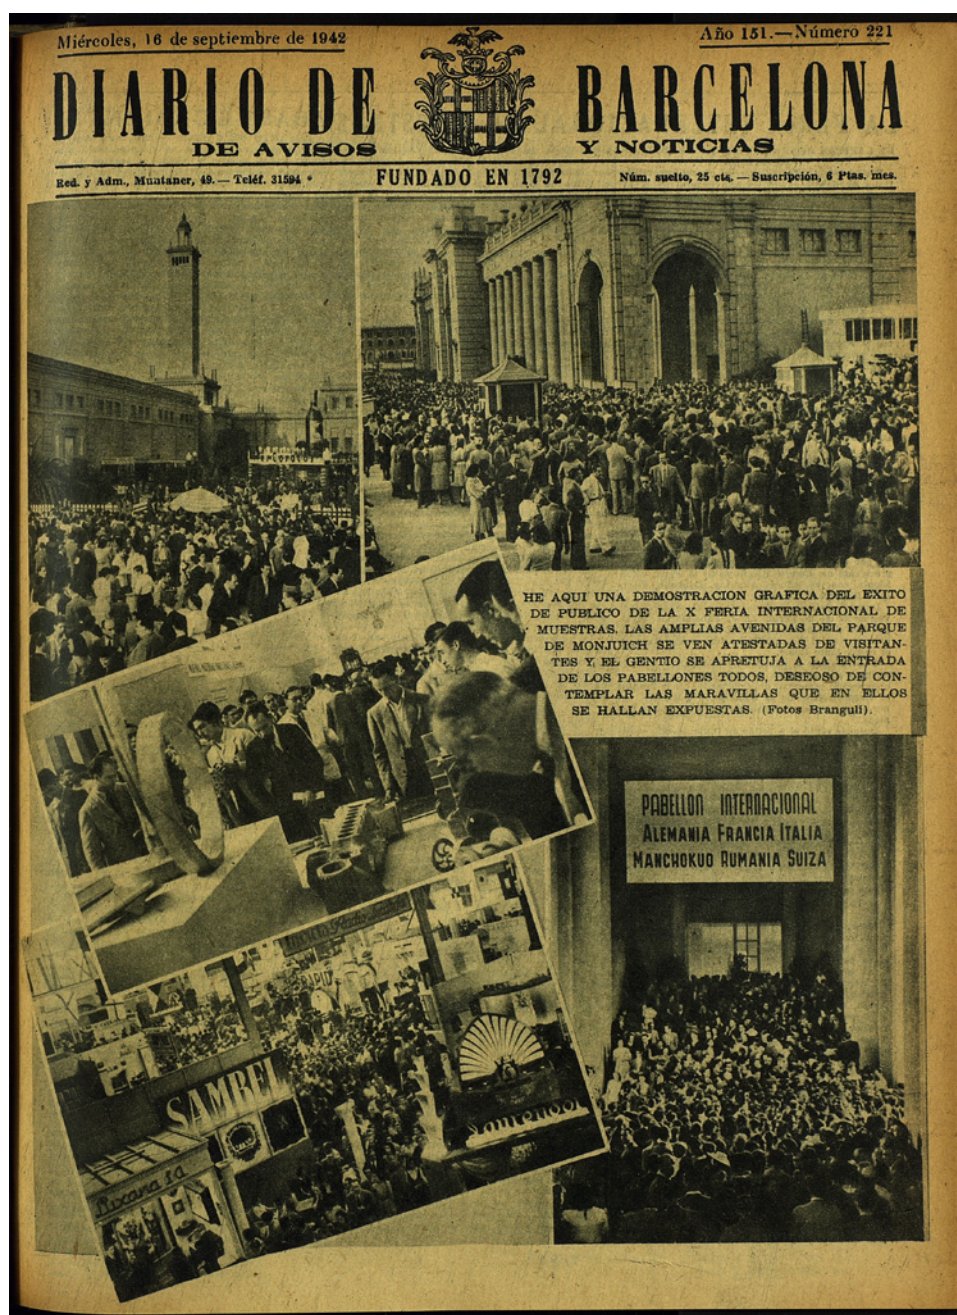 Miércoles, 16 de septiembre de 1942
Año 151.—Número 221
DIARIO DE BARCELONA
DE AVISOS Y NOTICIAS
Red. y Adm., Muntaner, 49. — Teléf. 31594
FUNDADO EN 1792
Núm. suelto, 25 cts. — Suscripción, 6 Ptas. mes.
HE AQUI UNA DEMOSTRACION GRAFICA DEL EXITO
DE PUBLICO DE LA X FERIA INTERNACIONAL DE
MUESTRAS. LAS AMPLIAS AVENIDAS DEL PARQUE
DE MONJUICH SE VEN ATESTADAS DE VISITAN-
TES Y EL GENTIO SE APRETUJA A LA ENTRADA
DE LOS PABELLONES TODOS, DESEOSO DE CON-
TEMPLAR LAS MARAVILLAS QUE EN ELLOS
SE HALLAN EXPUESTAS. (Fotos Branguli).
PABELLON INTERNACIONAL
ALEMANIA FRANCIA ITALIA
MANCHOKUO RUMANIA SUIZA
RAPID
SAMBEL
Luxana s.a